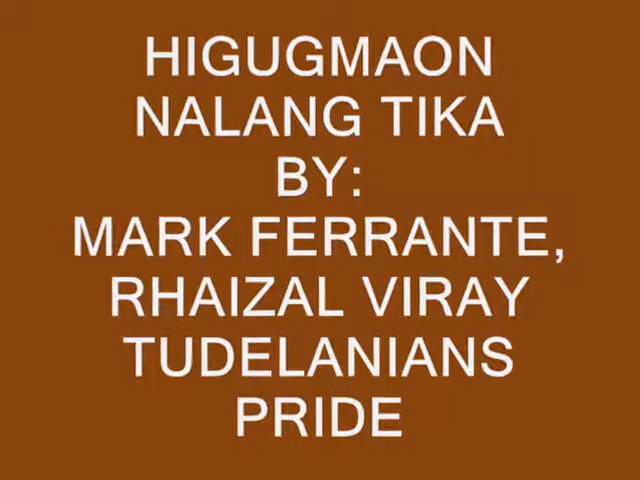 HIGUGMAON
NALANG TIKA
BY:
MARK FERRANTE,
RHAIZAL VIRAY
TUDELANIANS
PRIDE